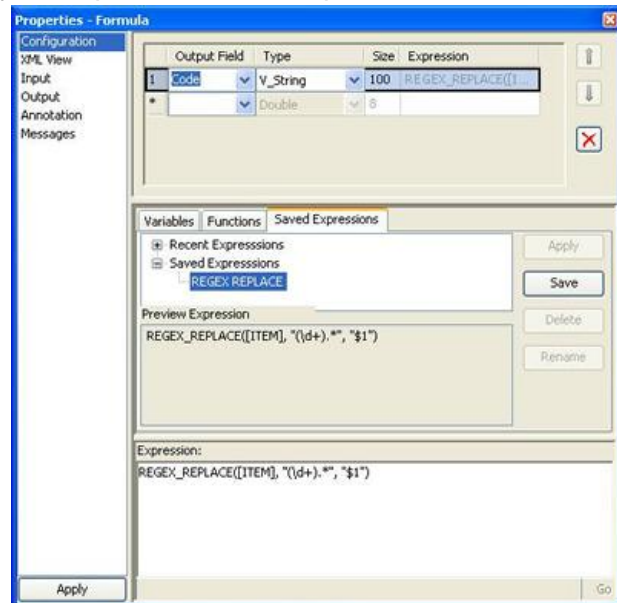 Properties - Formula
Configuration
XML View
Input
Output
Annotation
Messages
Output Field Type Size Expression
1 Code V_String 100 REGEX_REPLACE([I...
* Double 8
Variables Functions Saved Expressions
Recent Expresssions
Saved Expresssions
REGEX REPLACE
Apply
Save
Delete
Rename
Preview Expression
REGEX_REPLACE([ITEM], "(\d+).*", "$1")
Expression:
REGEX_REPLACE([ITEM], "(\d+).*", "$1")
Apply
Go